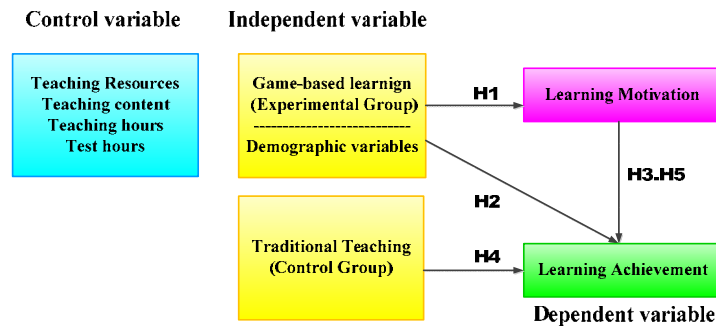 Control variable
Independent variable
Teaching Resources
Teaching content
Teaching hours
Test hours
Game-based learnign
(Experimental Group)
---------------------------
Demographic variables
H1
Learning Motivation
H2
H3.H5
Traditional Teaching
(Control Group)
H4
Learning Achievement
Dependent variable